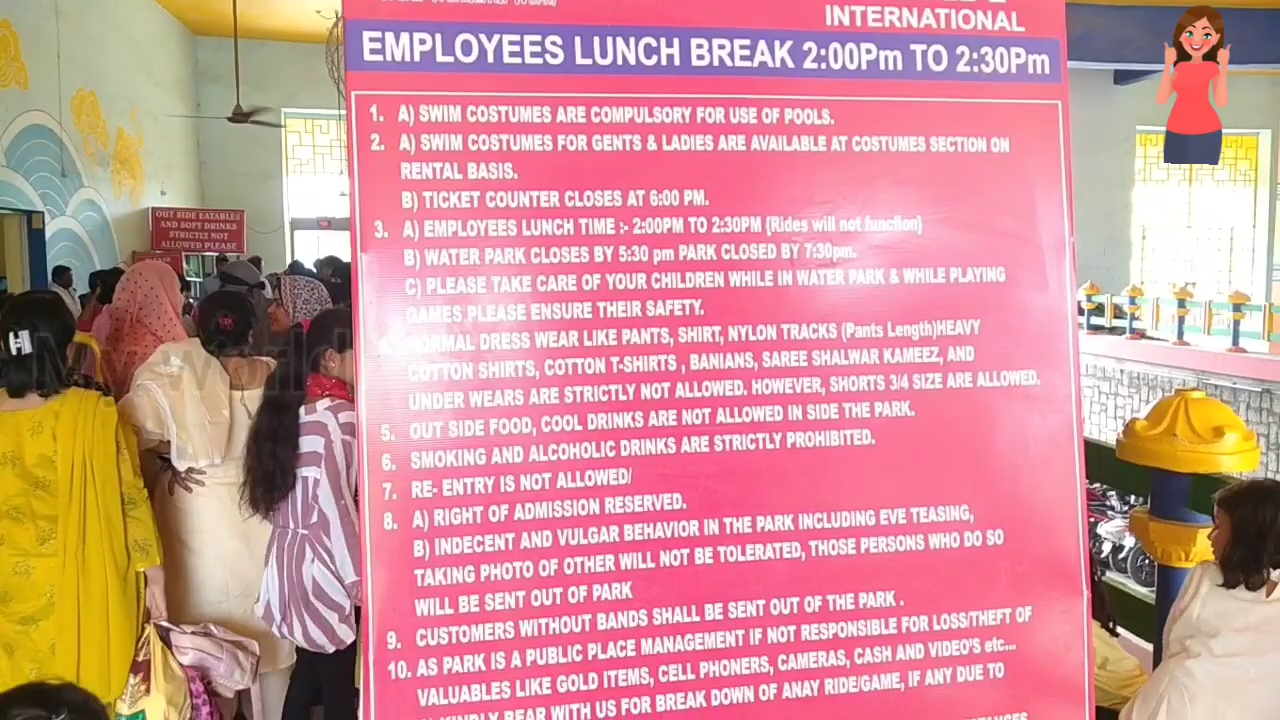 INTERNATIONAL
EMPLOYEES LUNCH BREAK 2:00Pm TO 2:30Pm
1. A) SWIM COSTUMES ARE COMPULSORY FOR USE OF POOLS.
2. A) SWIM COSTUMES FOR GENTS & LADIES ARE AVAILABLE AT COSTUMES SECTION ON
RENTAL BASIS.
B) TICKET COUNTER CLOSES AT 6:00 PM.
3. A) EMPLOYEES LUNCH TIME :- 2:00PM TO 2:30PM (Rides will not function)
B) WATER PARK CLOSES BY 5:30 pm PARK CLOSED BY 7:30pm.
C) PLEASE TAKE CARE OF YOUR CHILDREN WHILE IN WATER PARK & WHILE PLAYING
GAMES PLEASE ENSURE THEIR SAFETY.
NORMAL DRESS WEAR LIKE PANTS, SHIRT, NYLON TRACKS (Pants Length)HEAVY
COTTON SHIRTS, COTTON T-SHIRTS , BANIANS, SAREE SHALWAR KAMEEZ, AND
UNDER WEARS ARE STRICTLY NOT ALLOWED. HOWEVER, SHORTS 3/4 SIZE ARE ALLOWED.
5. OUT SIDE FOOD, COOL DRINKS ARE NOT ALLOWED IN SIDE THE PARK.
6. SMOKING AND ALCOHOLIC DRINKS ARE STRICTLY PROHIBITED.
7. RE- ENTRY IS NOT ALLOWED/
8. A) RIGHT OF ADMISSION RESERVED.
B) INDECENT AND VULGAR BEHAVIOR IN THE PARK INCLUDING EVE TEASING,
TAKING PHOTO OF OTHER WILL NOT BE TOLERATED, THOSE PERSONS WHO DO SO
WILL BE SENT OUT OF PARK
9. CUSTOMERS WITHOUT BANDS SHALL BE SENT OUT OF THE PARK .
10. AS PARK IS A PUBLIC PLACE MANAGEMENT IF NOT RESPONSIBLE FOR LOSS/THEFT OF
VALUABLES LIKE GOLD ITEMS, CELL PHONERS, CAMERAS, CASH AND VIDEO'S etc...
KINDLY BEAR WITH US FOR BREAK DOWN OF ANAY RIDE/GAME, IF ANY DUE TO
OUT SIDE EATABLES
AND SOFT DRINKS
STRICTLY NOT
ALLOWED PLEASE
My world